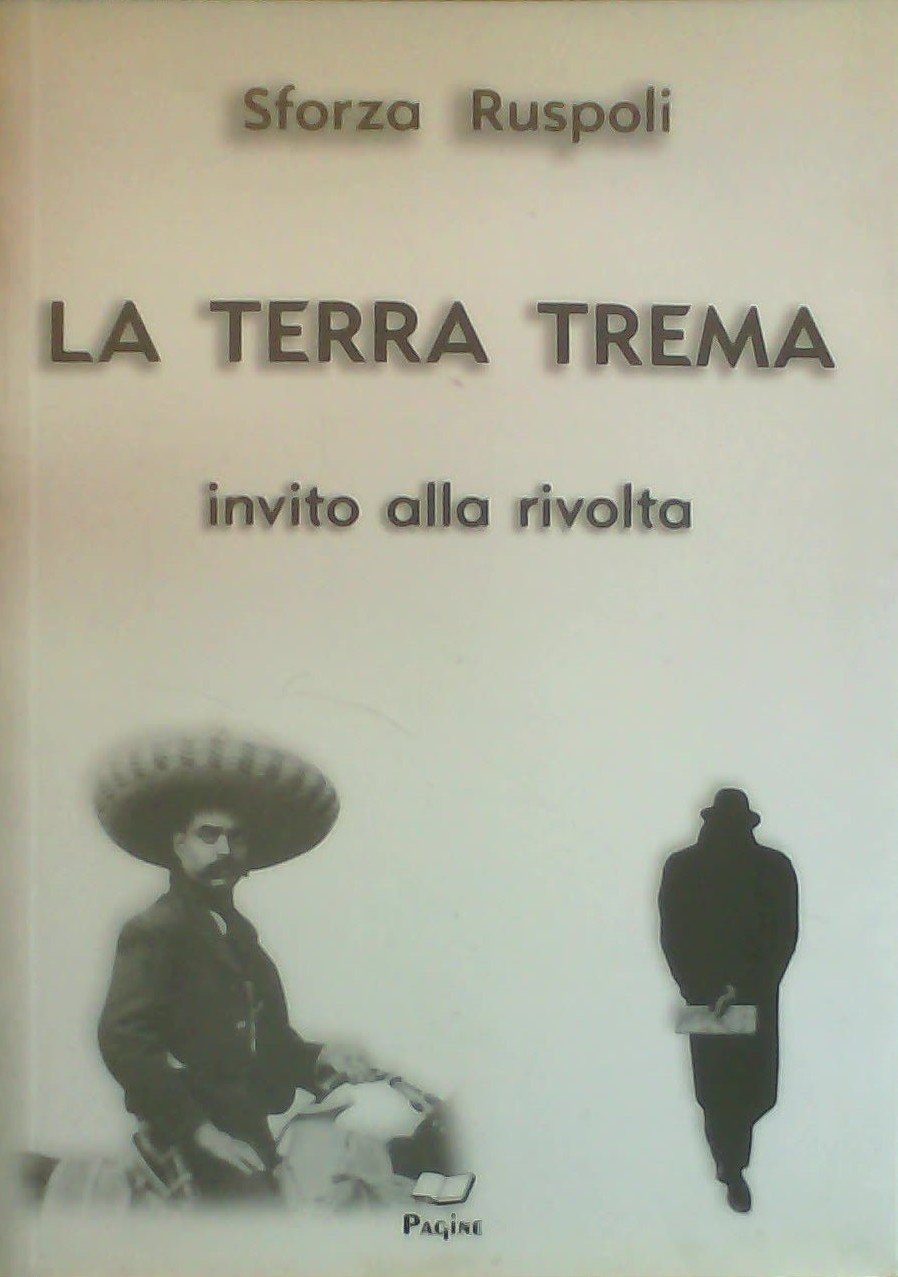 Sforza Ruspoli
LA TERRA TREMA
invito alla rivolta
PAGINE